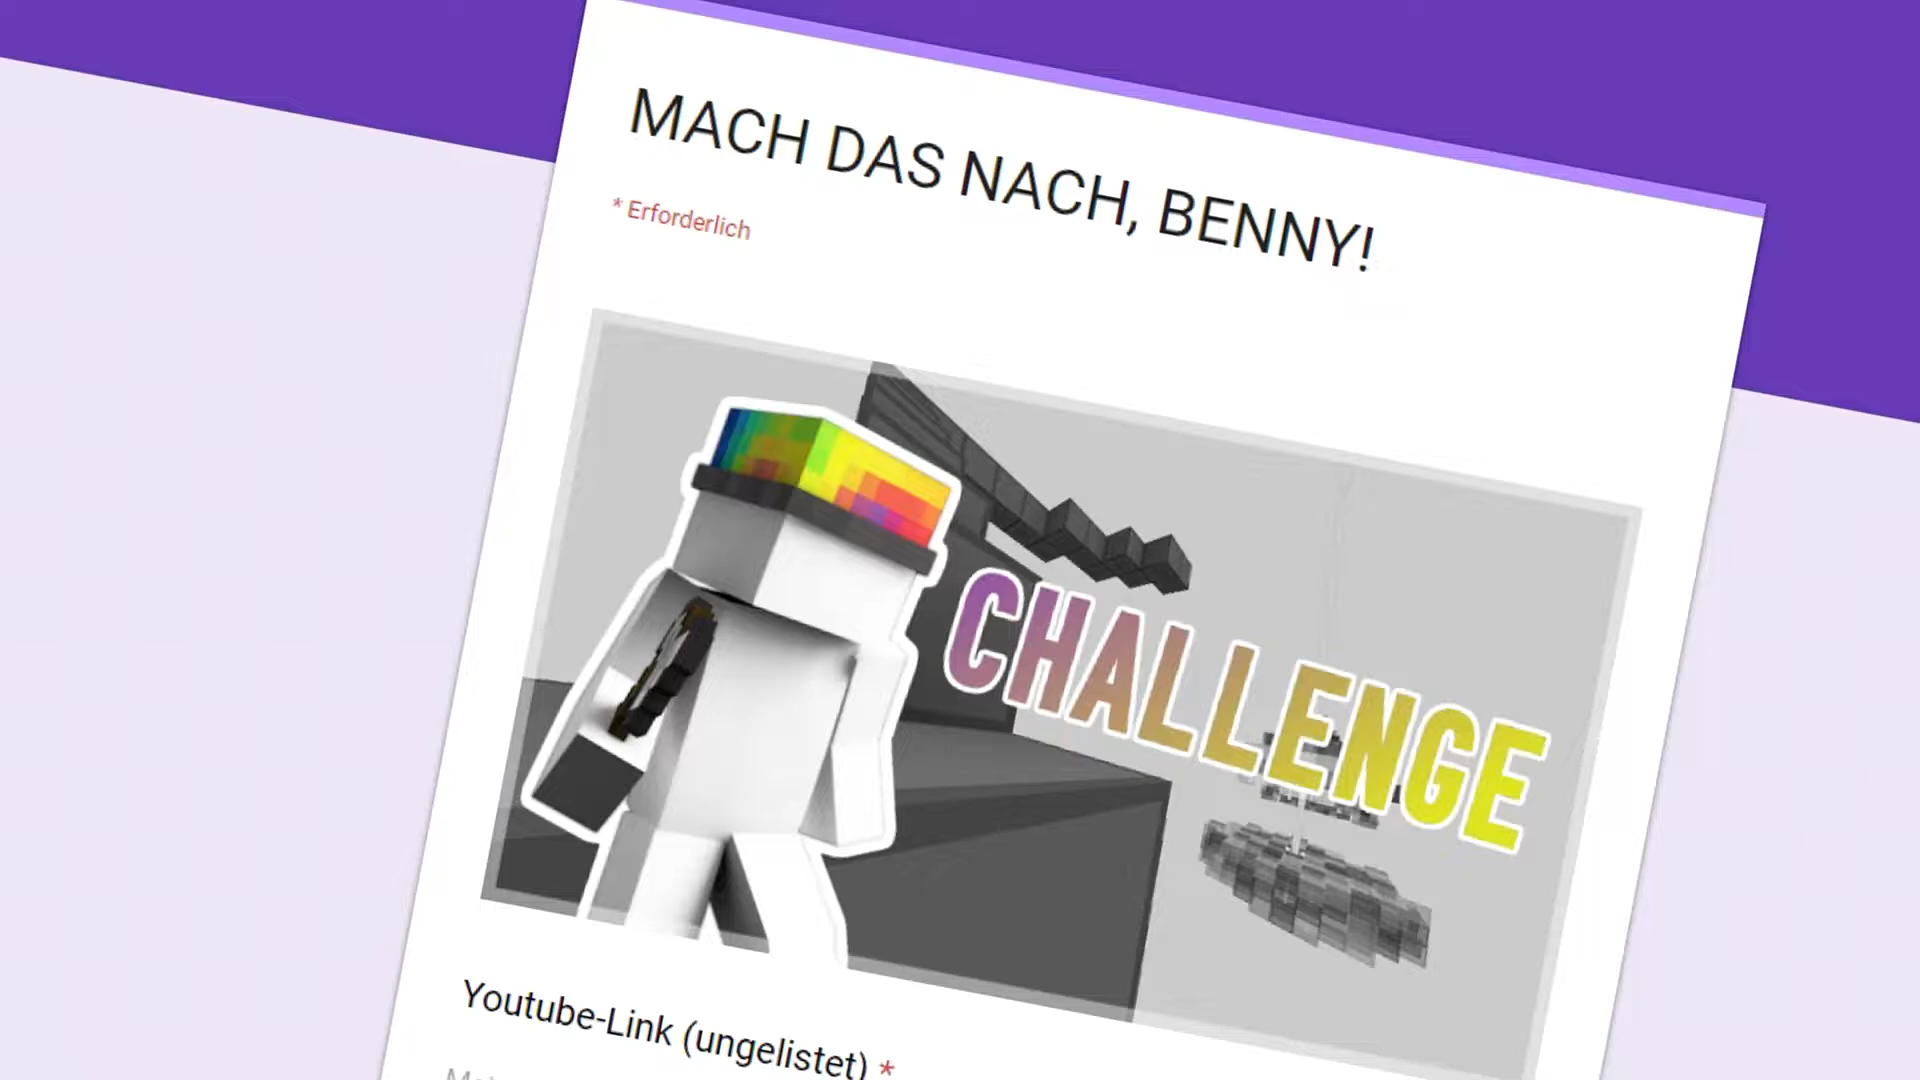 MACH DAS NACH, BENNY!
* Erforderlich
CHALLENGE
Youtube-Link (ungelistet) *